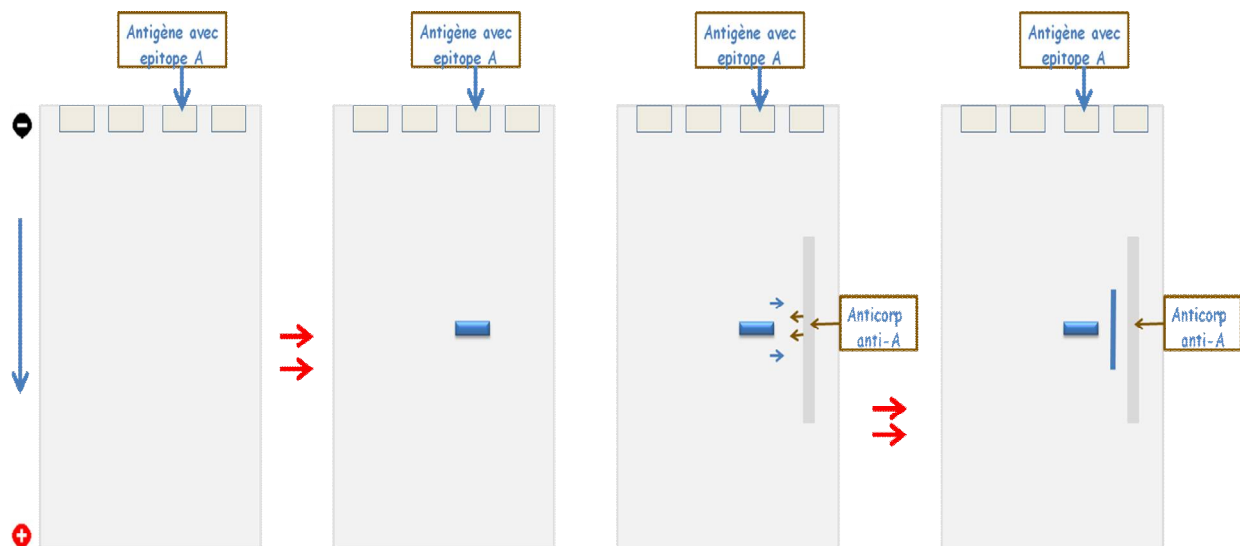 Antigène avec
epitope A
Antigène avec
epitope A
Antigène avec
epitope A
Antigène avec
epitope A
-
Anticorp
anti-A
Anticorp
anti-A
+